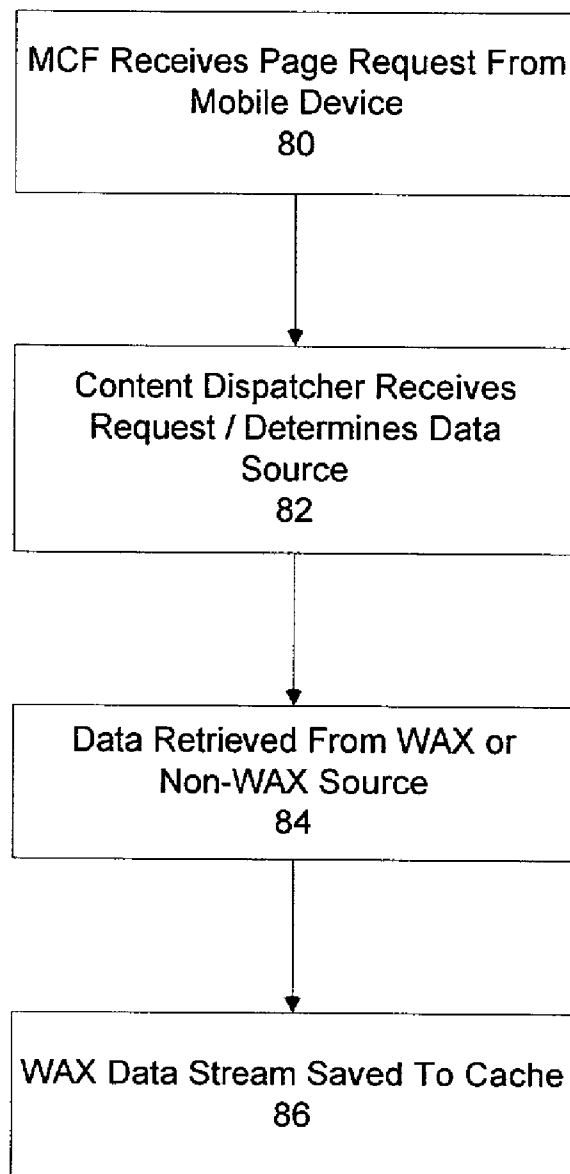 MCF Receives Page Request From
Mobile Device
80
Content Dispatcher Receives
Request / Determines Data
Source
82
Data Retrieved From WAX or
Non-WAX Source
84
WAX Data Stream Saved To Cache
86